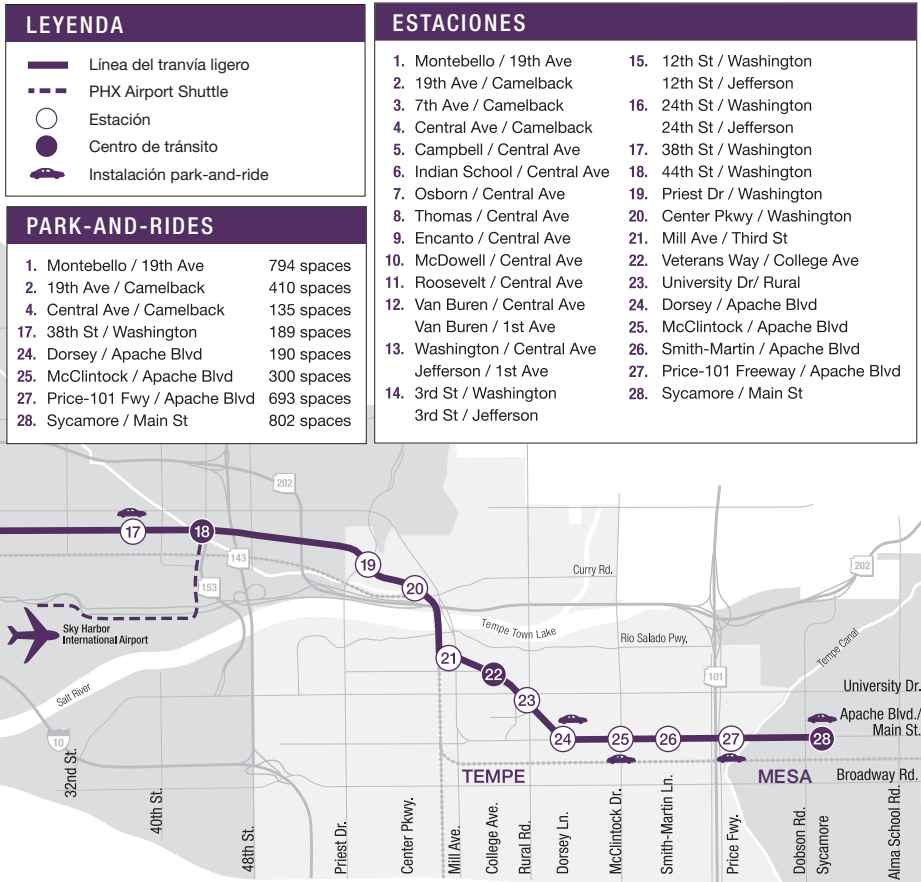 LEYENDA
Línea del tranvía ligero
PHX Airport Shuttle
Estación
Centro de tránsito
Instalación park-and-ride
PARK-AND-RIDES
1. Montebello / 19th Ave 794 spaces
2. 19th Ave / Camelback 410 spaces
4. Central Ave / Camelback 135 spaces
17. 38th St / Washington 189 spaces
24. Dorsey / Apache Blvd 190 spaces
25. McClintock / Apache Blvd 300 spaces
27. Price-101 Fwy / Apache Blvd 693 spaces
28. Sycamore / Main St 802 spaces
ESTACIONES
1. Montebello / 19th Ave
2. 19th Ave / Camelback
3. 7th Ave / Camelback
4. Central Ave / Camelback
5. Campbell / Central Ave
6. Indian School / Central Ave
7. Osborn / Central Ave
8. Thomas / Central Ave
9. Encanto / Central Ave
10. McDowell / Central Ave
11. Roosevelt / Central Ave
12. Van Buren / Central Ave
Van Buren / 1st Ave
13. Washington / Central Ave
Jefferson / 1st Ave
14. 3rd St / Washington
3rd St / Jefferson
15. 12th St / Washington
12th St / Jefferson
16. 24th St / Washington
24th St / Jefferson
17. 38th St / Washington
18. 44th St / Washington
19. Priest Dr / Washington
20. Center Pkwy / Washington
21. Mill Ave / Third St
22. Veterans Way / College Ave
23. University Dr/ Rural
24. Dorsey / Apache Blvd
25. McClintock / Apache Blvd
26. Smith-Martin / Apache Blvd
27. Price-101 Freeway / Apache Blvd
28. Sycamore / Main St
202
17
18
143
153
19
20
Curry Rd.
202
Sky Harbor
International Airport
Tempe Town Lake
Rio Salado Pwy.
Tempe Canal
21
22
23
101
Salt River
University Dr.
Apache Blvd./
Main St.
10
24
25
26
27
28
TEMPE
MESA
Broadway Rd.
32nd St.
40th St.
48th St.
Priest Dr.
Center Pkwy.
Mill Ave.
College Ave.
Rural Rd.
Dorsey Ln.
McClintock Dr.
Smith-Martin Ln.
Price Fwy.
Dobson Rd.
Sycamore
Alma School Rd.